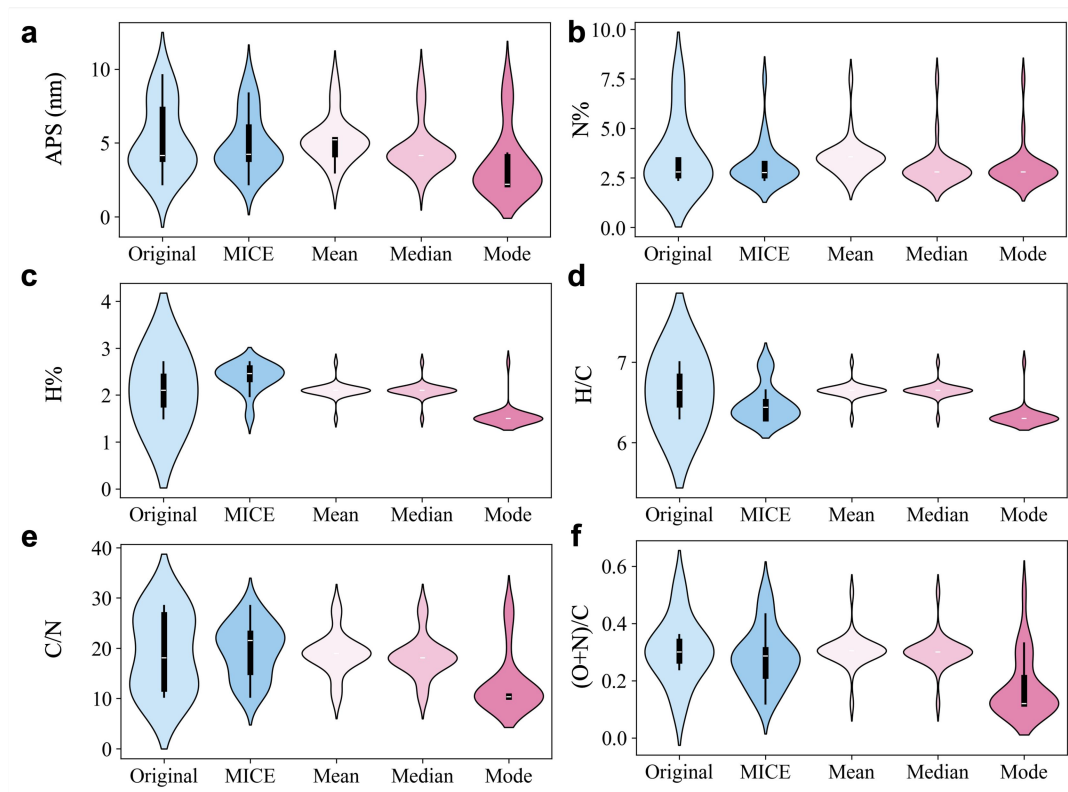 a
APS (nm)
10
5
0
Original MICE Mean Median Mode
b
N%
10.0
7.5
5.0
2.5
0.0
Original MICE Mean Median Mode
c
H%
4
3
2
1
0
Original MICE Mean Median Mode
d
H/C
7
6
Original MICE Mean Median Mode
e
C/N
40
30
20
10
0
Original MICE Mean Median Mode
f
(O+N)/C
0.6
0.4
0.2
0.0
Original MICE Mean Median Mode